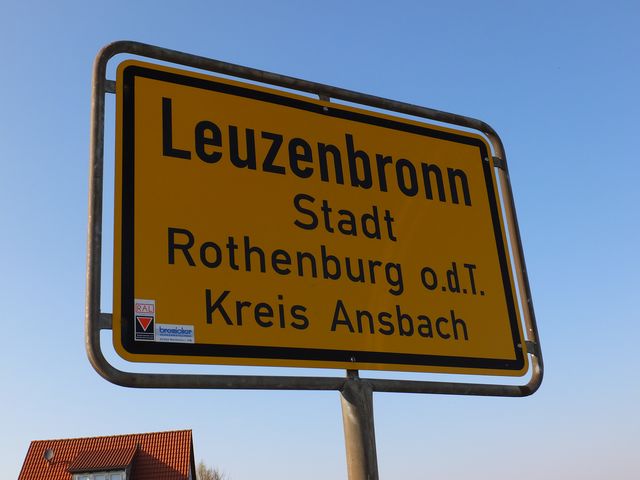 Leuzenbronn
Stadt
Rothenburg o.d.T.
Kreis Ansbach
RAL